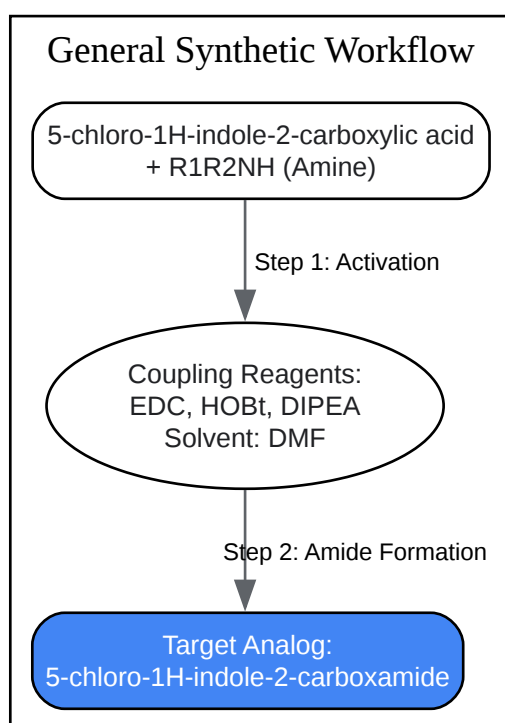 General Synthetic Workflow
5-chloro-1H-indole-2-carboxylic acid
+ R1R2NH (Amine)
Step 1: Activation
Coupling Reagents:
EDC, HOBt, DIPEA
Solvent: DMF
Step 2: Amide Formation
Target Analog:
5-chloro-1H-indole-2-carboxamide